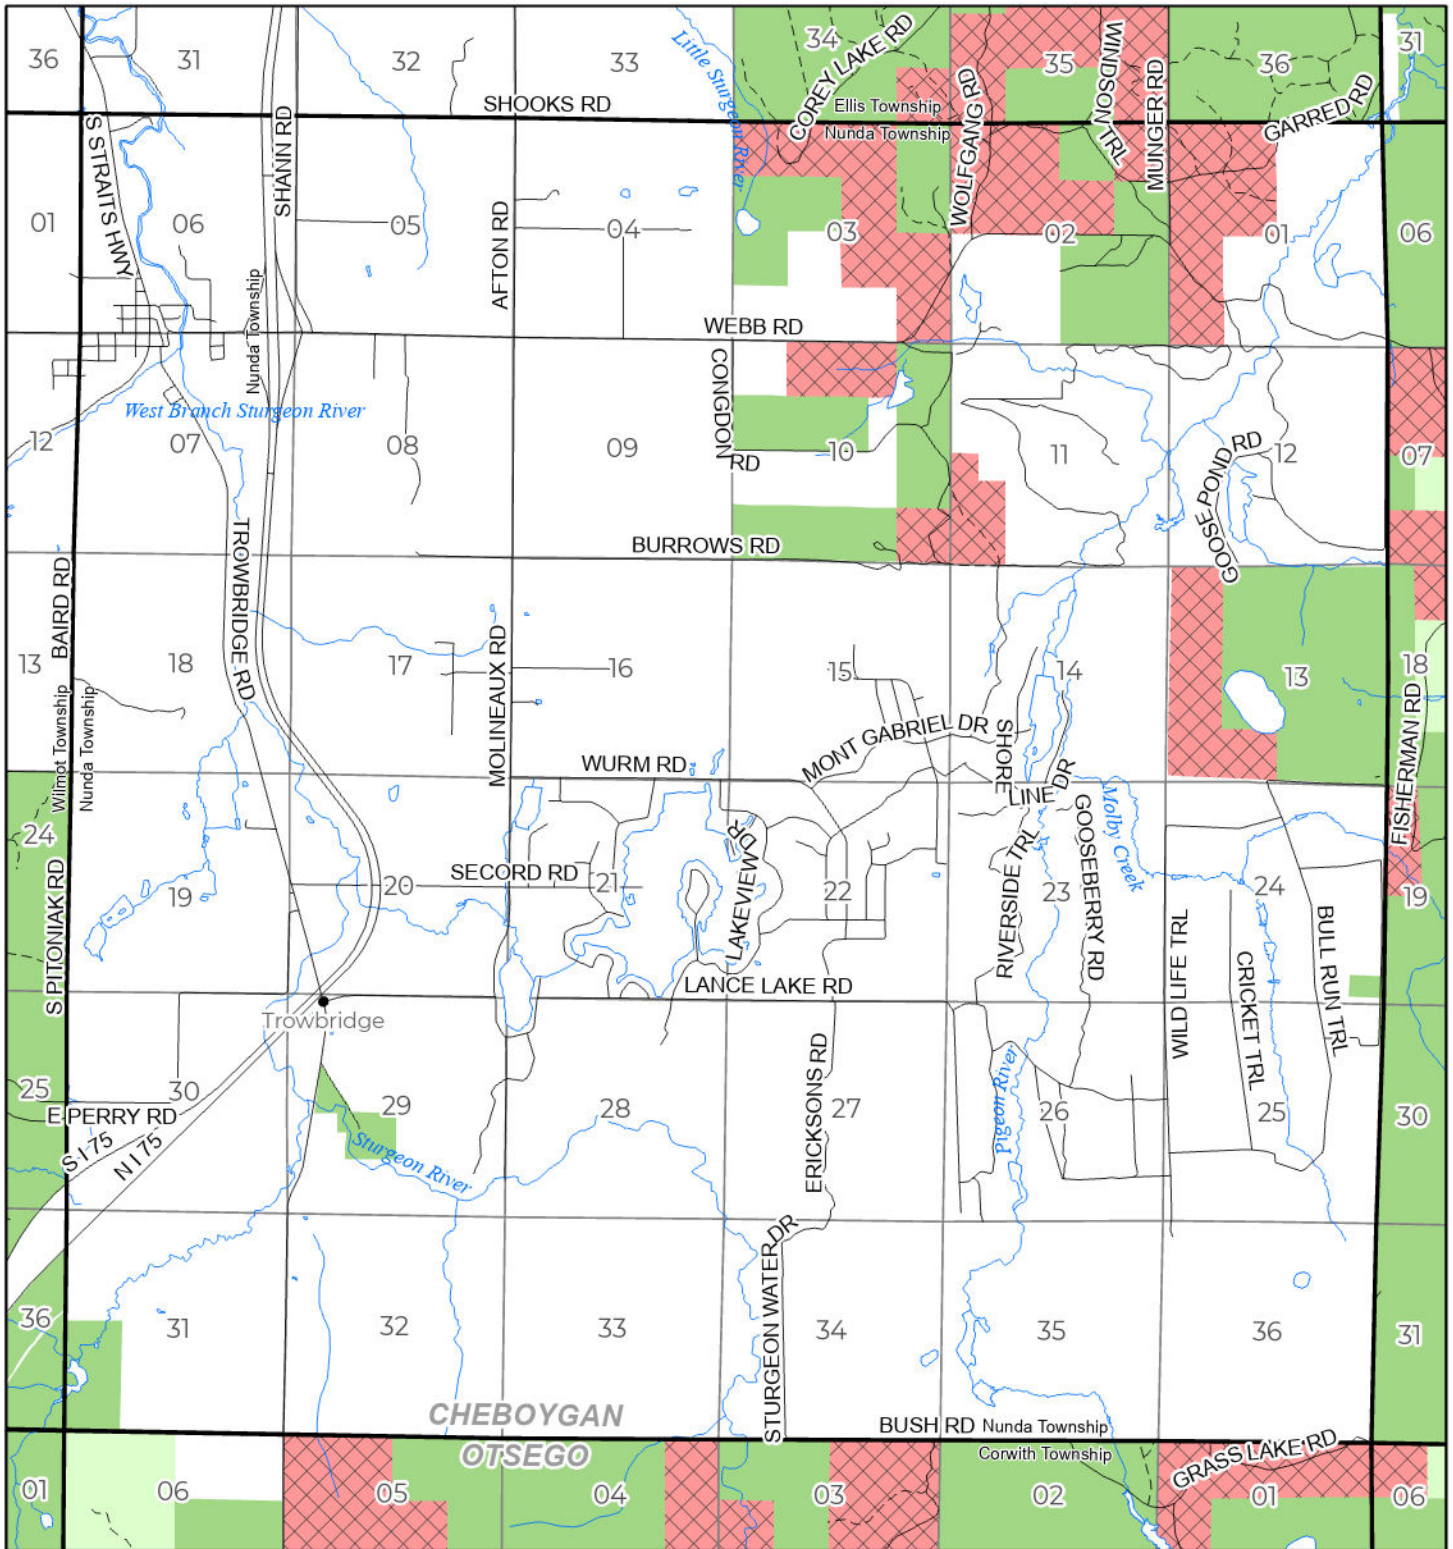 36
31
32
33
34
35
36
31
Little Sturgeon River
COREY LAKE RD
WOLFGANG RD
WINDSON TRL
MUNGER RD
GARRED RD
SHOOKS RD
Ellis Township
Nunda Township
S STRAITS HWY
SHANN RD
AFTON RD
01
06
05
04
03
02
01
06
Nunda Township
WEBB RD
CONGDON
RD
West Branch Sturgeon River
12
07
08
09
10
11
12
07
GOOSE POND RD
TROWBRIDGE RD
BURROWS RD
BAIRD RD
MOLINEAUX RD
13
18
17
16
15
14
13
18
Wilmot Township
Nunda Township
FISHERMAN RD
MONT GABRIEL DR
SHORE
LINE DR
WURM RD
Molby Creek
GOOSEBERRY RD
RIVERSIDE TRL
LAKEVIEW DR
SECORD RD
24
19
20
21
22
23
24
19
S PITONIAK RD
LANCE LAKE RD
WILD LIFE TRL
CRICKET TRL
BULL RUN TRL
Trowbridge
ERICKSONS RD
Pigeon River
25
30
29
28
27
26
25
30
E PERRY RD
S I 75
N I 75
Sturgeon River
STURGEON WATER DR
36
31
32
33
34
35
36
31
CHEBOYGAN
OTSEGO
BUSH RD
Nunda Township
Corwith Township
GRASS LAKE RD
01
06
05
04
03
02
01
06